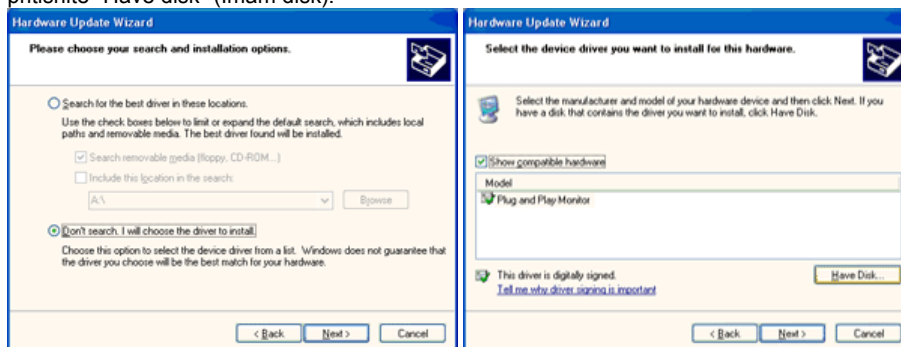 pritisnite "Have disk" (Imam disk).
Hardware Update Wizard
Please choose your search and installation options.
Search for the best driver in these locations.
Use the check boxes below to limit or expand the default search, which includes local
paths and removable media. The best driver found will be installed.
Search removable media (floppy, CD-ROM...)
Include this location in the search:
A:\
Browse
Don't search. I will choose the driver to install.
Choose this option to select the device driver from a list. Windows does not guarantee that
the driver you choose will be the best match for your hardware.
< Back
Next >
Cancel
Hardware Update Wizard
Select the device driver you want to install for this hardware.
Select the manufacturer and model of your hardware device and then click Next. If you
have a disk that contains the driver you want to install, click Have Disk.
Show compatible hardware
Model
Plug and Play Monitor
This driver is digitally signed.
Tell me why driver signing is important
Have Disk...
< Back
Next >
Cancel